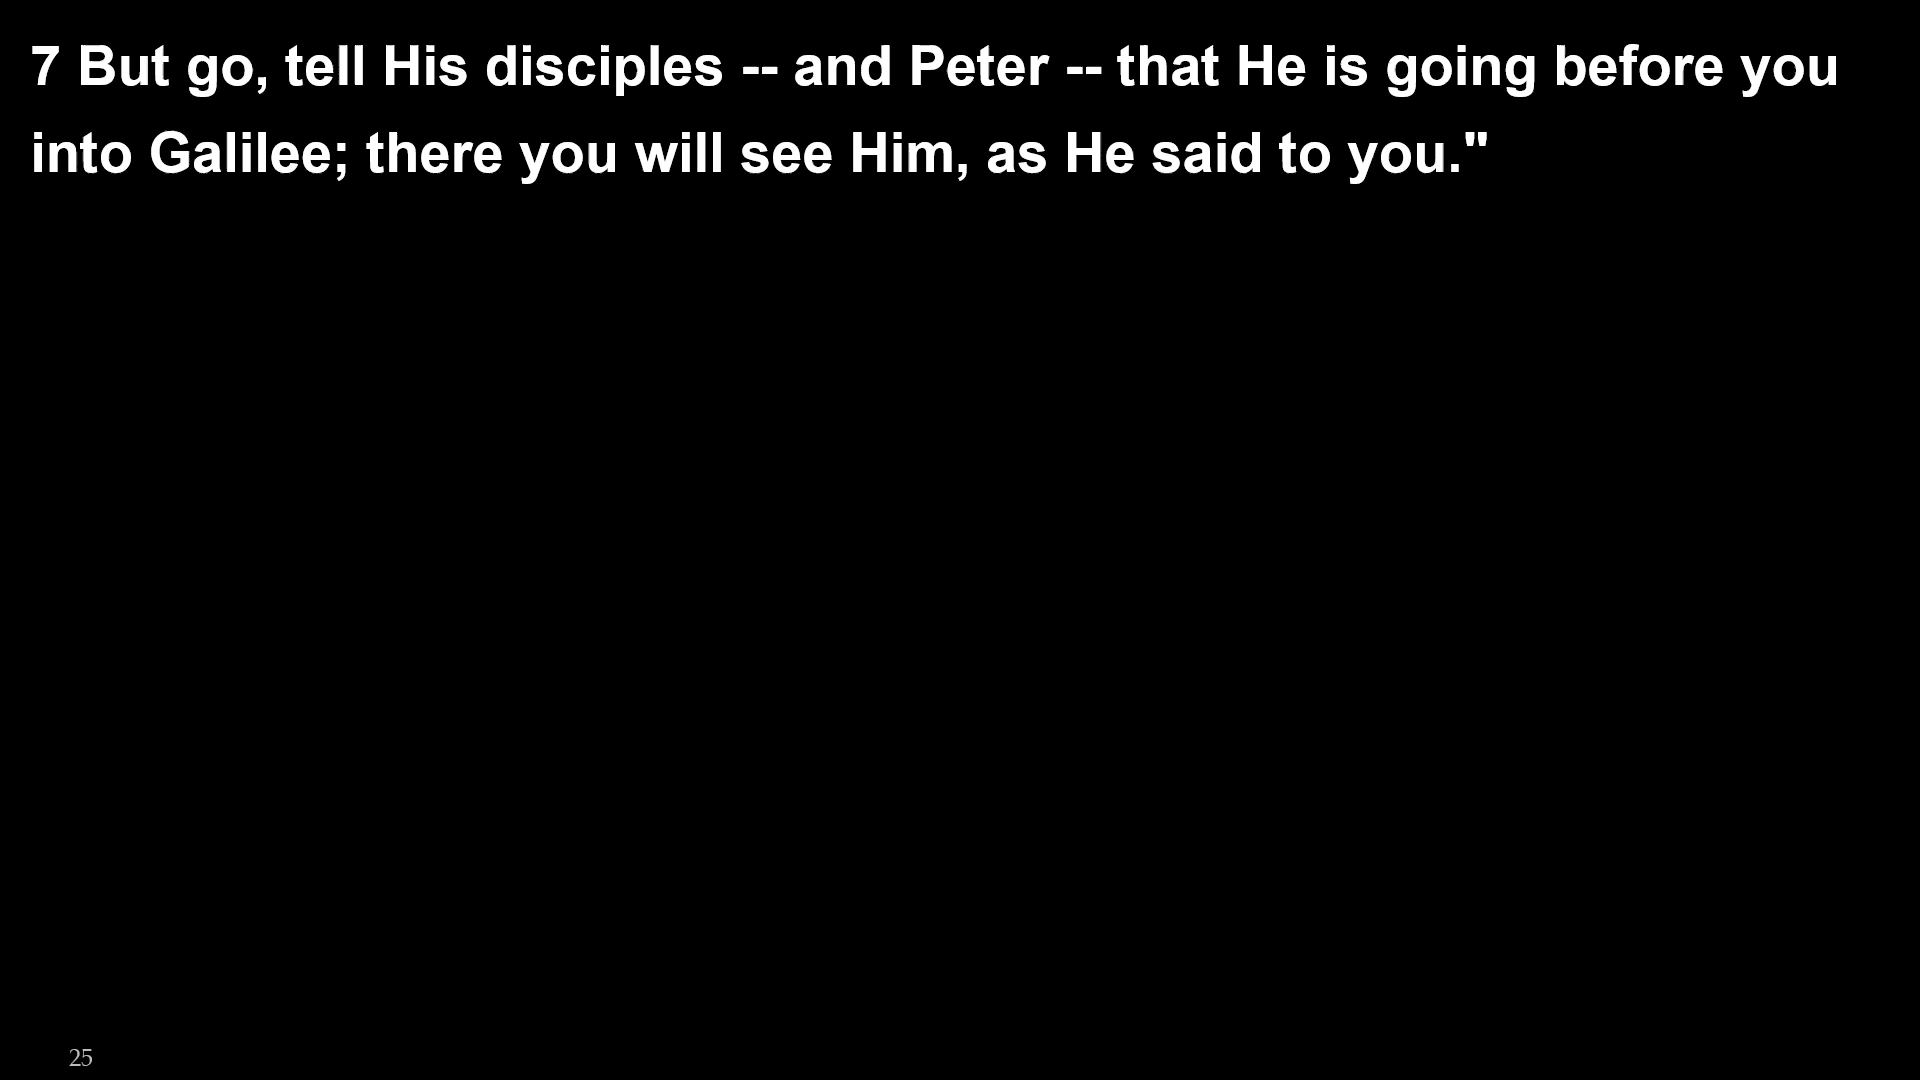 7 But go, tell His disciples -- and Peter -- that He is going before you
into Galilee; there you will see Him, as He said to you."
25